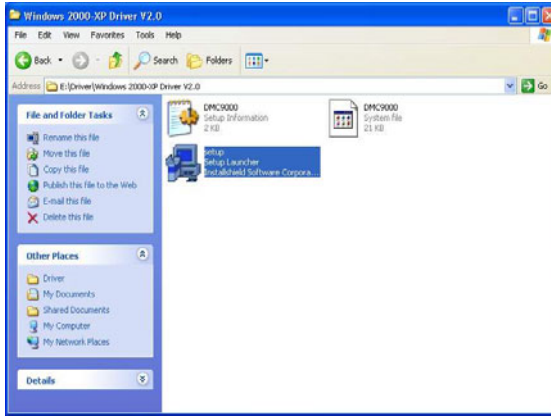 Windows 2000-XP Driver V2.0
File Edit View Favorites Tools Help
Back Search Folders
Address E:\Driver\Windows 2000-XP Driver V2.0 Go
File and Folder Tasks
Rename this file
Move this file
Copy this file
Publish this file to the Web
E-mail this file
Delete this file
Other Places
Driver
My Documents
Shared Documents
My Computer
My Network Places
Details
DMC9000
Setup Information
2 KB
DMC9000
System file
21 KB
setup
Setup Launcher
InstallShield Software Corpora...